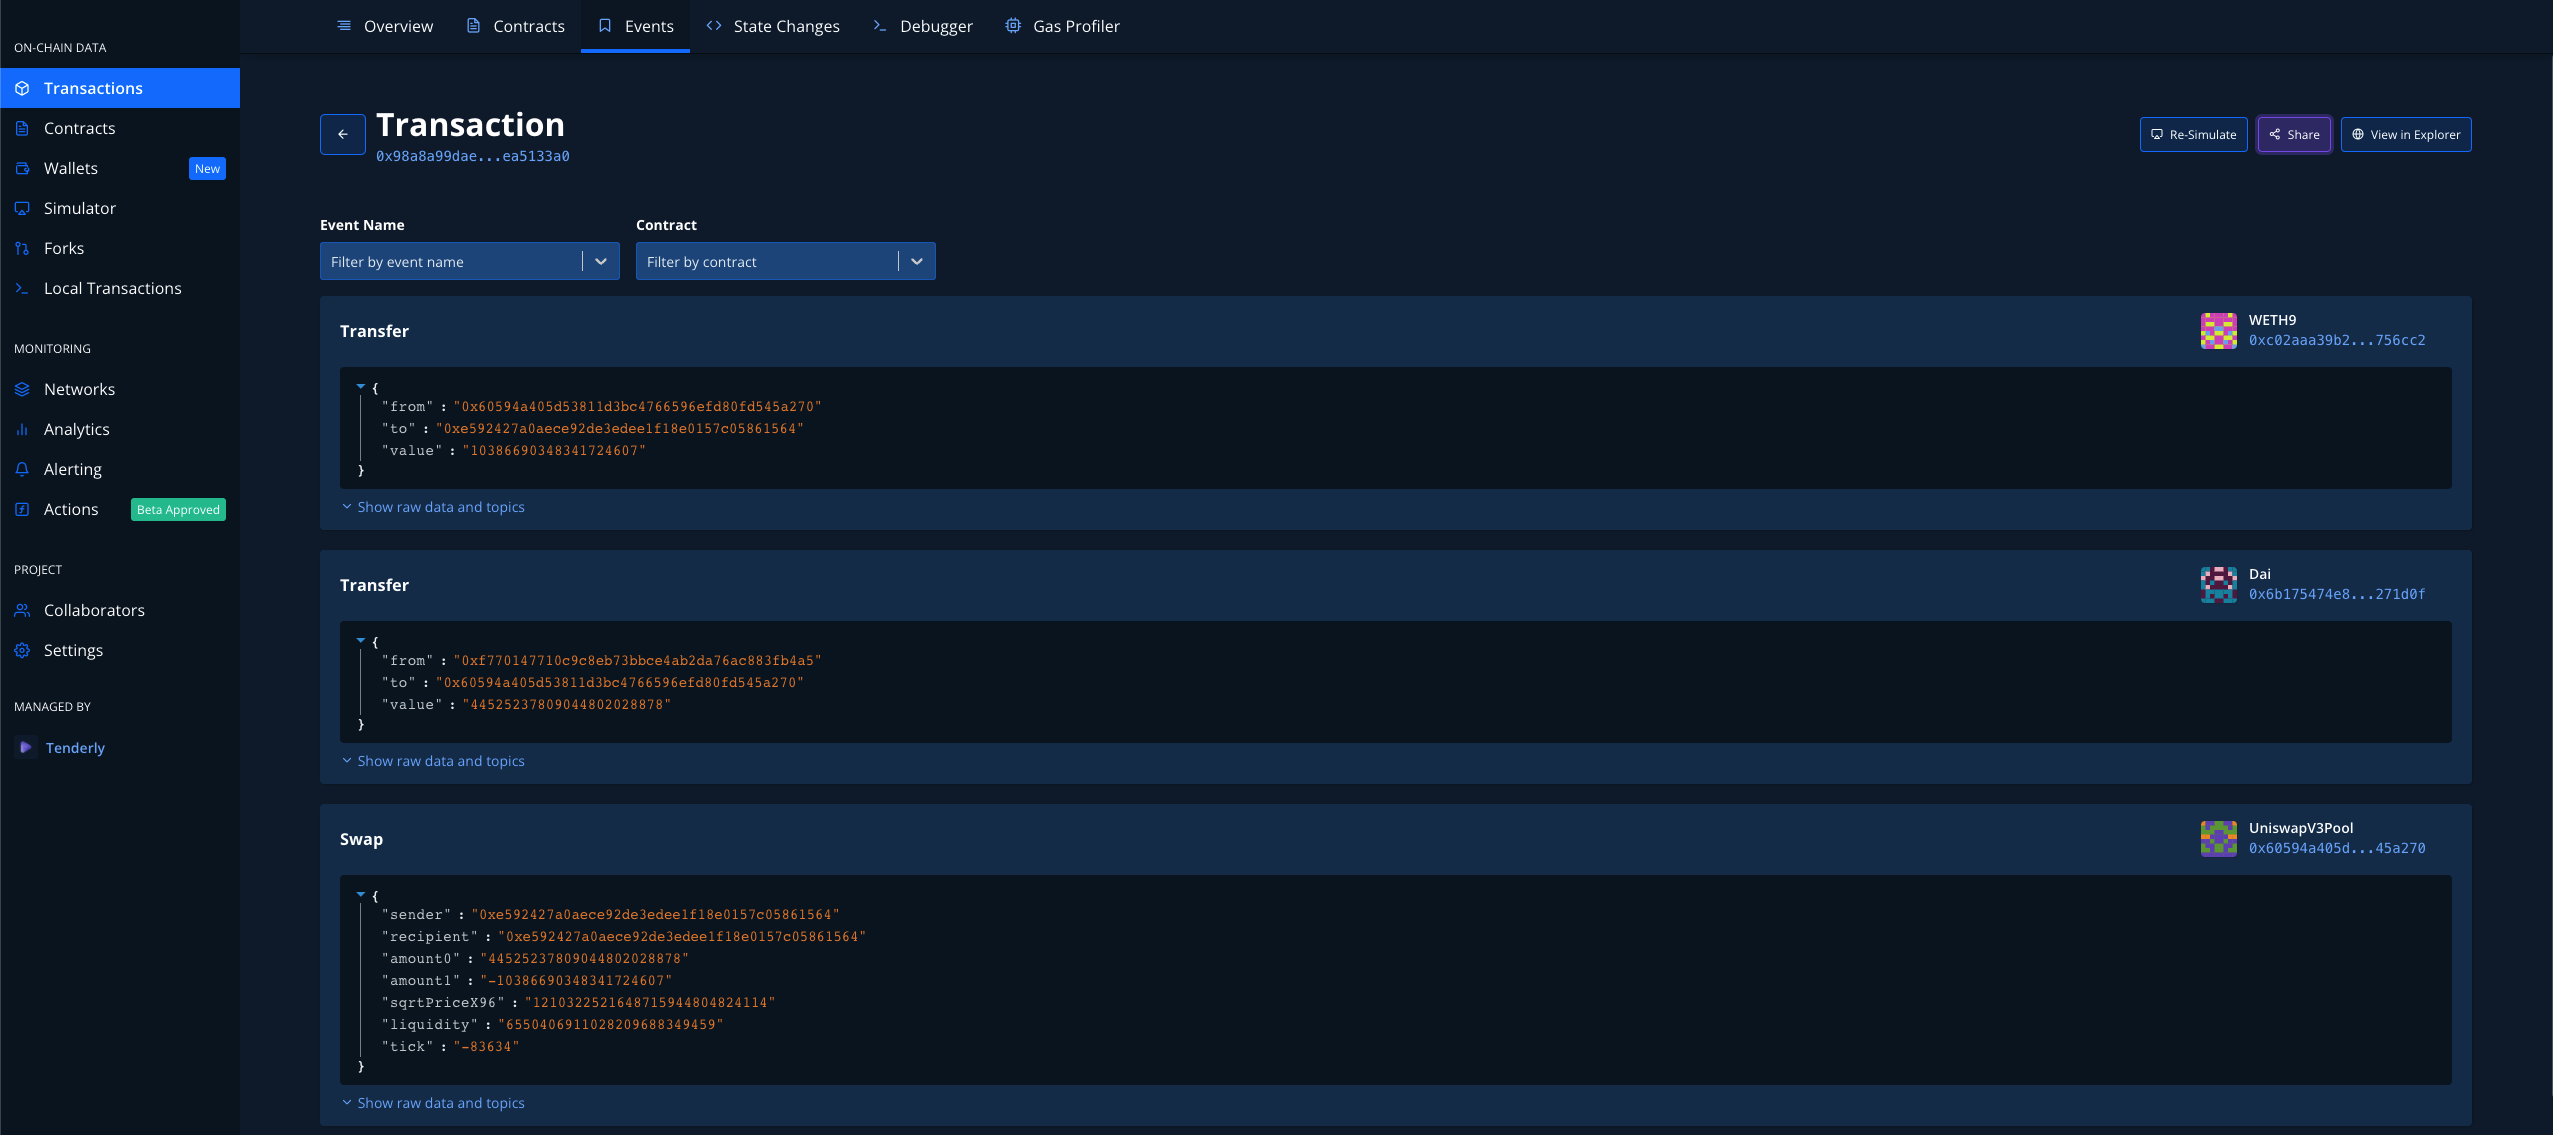 Overview Contracts Events State Changes Debugger Gas Profiler
ON-CHAIN DATA
Transactions
Contracts
Wallets New
Simulator
Forks
Local Transactions
MONITORING
Networks
Analytics
Alerting
Actions Beta Approved
PROJECT
Collaborators
Settings
MANAGED BY
Tenderly
Transaction
0x98a8a99dae...ea5133a0
Re-Simulate Share View in Explorer
Event Name Contract
Filter by event name Filter by contract
Transfer
WETH9
0xc02aaa39b2...756cc2
{
"from" : "0x60594a405d53811d3bc4766596efd80fd545a270"
"to" : "0xe592427a0aece92de3edee1f18e0157c05861564"
"value" : "10386690348341724607"
}
Show raw data and topics
Transfer
Dai
0x6b175474e8...271d0f
{
"from" : "0xf770147710c9c8eb73bbce4ab2da76ac883fb4a5"
"to" : "0x60594a405d53811d3bc4766596efd80fd545a270"
"value" : "44525237809044802028878"
}
Show raw data and topics
Swap
UniswapV3Pool
0x60594a405d...45a270
{
"sender" : "0xe592427a0aece92de3edee1f18e0157c05861564"
"recipient" : "0xe592427a0aece92de3edee1f18e0157c05861564"
"amount0" : "44525237809044802028878"
"amount1" : "-10386690348341724607"
"sqrtPriceX96" : "1210322521648715944804824114"
"liquidity" : "6550406911028209688349459"
"tick" : "-83634"
}
Show raw data and topics